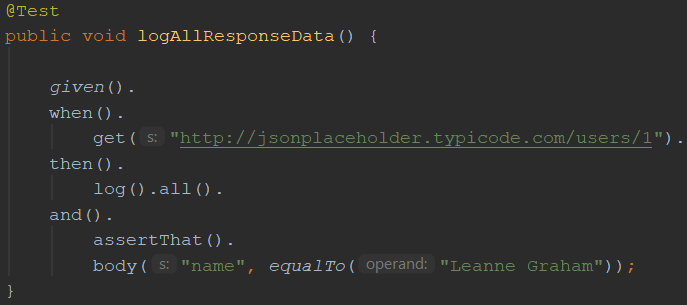 @Test
public void logAllResponseData() {
given().
when().
get( s: "http://jsonplaceholder.typicode.com/users/1").
then().
log().all().
and().
assertThat().
body( s: "name", equalTo( operand: "Leanne Graham"));
}